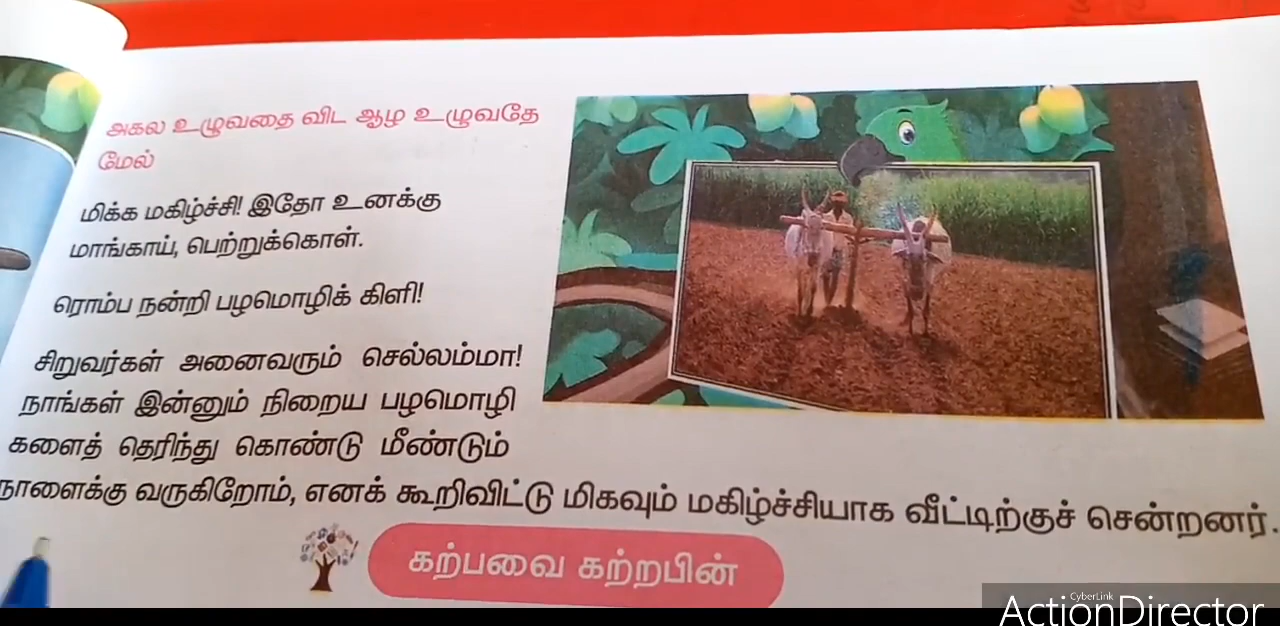 அகல உழுவதை விட ஆழ உழுவதே
மேல்
மிக்க மகிழ்ச்சி! இதோ உனக்கு
மாங்காய், பெற்றுக்கொள்.
ரொம்ப நன்றி பழமொழிக் கிளி!
சிறுவர்கள் அனைவரும் செல்லம்மா!
நாங்கள் இன்னும் நிறைய பழமொழி
களைத் தெரிந்து கொண்டு மீண்டும்
நாளைக்கு வருகிறோம், எனக் கூறிவிட்டு மிகவும் மகிழ்ச்சியாக வீட்டிற்குச் சென்றனர்.
கற்பவை கற்றபின்
CyberLink
ActionDirector